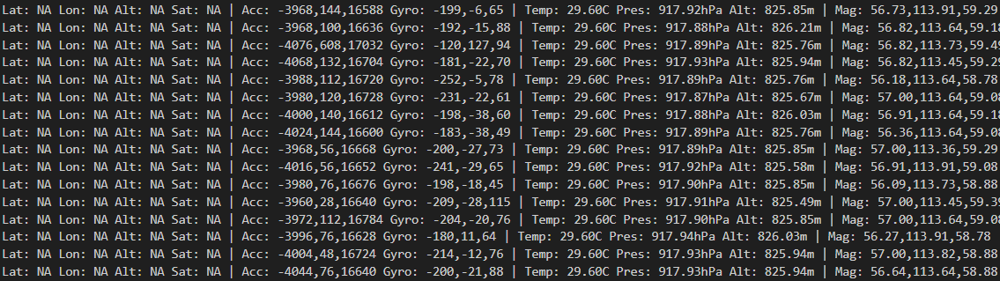 Lat: NA Lon: NA Alt: NA Sat: NA | Acc: -3968,144,16588 Gyro: -199,-6,65 | Temp: 29.60C Pres: 917.92hPa Alt: 825.85m | Mag: 56.73,113.91,59.29
Lat: NA Lon: NA Alt: NA Sat: NA | Acc: -3968,100,16636 Gyro: -192,-15,88 | Temp: 29.60C Pres: 917.88hPa Alt: 826.21m | Mag: 56.82,113.64,59.18
Lat: NA Lon: NA Alt: NA Sat: NA | Acc: -4076,608,17032 Gyro: -120,127,94 | Temp: 29.60C Pres: 917.89hPa Alt: 825.76m | Mag: 56.82,113.73,59.49
Lat: NA Lon: NA Alt: NA Sat: NA | Acc: -4068,132,16704 Gyro: -181,-22,70 | Temp: 29.60C Pres: 917.93hPa Alt: 825.94m | Mag: 56.82,113.45,59.29
Lat: NA Lon: NA Alt: NA Sat: NA | Acc: -3988,112,16720 Gyro: -252,-5,78 | Temp: 29.60C Pres: 917.89hPa Alt: 825.76m | Mag: 56.18,113.64,58.78
Lat: NA Lon: NA Alt: NA Sat: NA | Acc: -3980,120,16728 Gyro: -231,-22,61 | Temp: 29.60C Pres: 917.87hPa Alt: 825.67m | Mag: 57.00,113.64,59.08
Lat: NA Lon: NA Alt: NA Sat: NA | Acc: -4000,140,16612 Gyro: -198,-38,60 | Temp: 29.60C Pres: 917.88hPa Alt: 826.03m | Mag: 56.91,113.64,59.18
Lat: NA Lon: NA Alt: NA Sat: NA | Acc: -4024,144,16600 Gyro: -183,-38,49 | Temp: 29.60C Pres: 917.89hPa Alt: 825.76m | Mag: 56.36,113.64,59.08
Lat: NA Lon: NA Alt: NA Sat: NA | Acc: -3968,56,16668 Gyro: -200,-27,73 | Temp: 29.60C Pres: 917.89hPa Alt: 825.85m | Mag: 57.00,113.36,59.29
Lat: NA Lon: NA Alt: NA Sat: NA | Acc: -4016,56,16652 Gyro: -241,-29,65 | Temp: 29.60C Pres: 917.92hPa Alt: 825.58m | Mag: 56.91,113.91,59.08
Lat: NA Lon: NA Alt: NA Sat: NA | Acc: -3980,76,16676 Gyro: -198,-18,45 | Temp: 29.60C Pres: 917.90hPa Alt: 825.85m | Mag: 56.09,113.73,58.88
Lat: NA Lon: NA Alt: NA Sat: NA | Acc: -3960,28,16640 Gyro: -209,-28,115 | Temp: 29.60C Pres: 917.91hPa Alt: 825.49m | Mag: 57.00,113.45,59.39
Lat: NA Lon: NA Alt: NA Sat: NA | Acc: -3972,112,16784 Gyro: -204,-20,76 | Temp: 29.60C Pres: 917.90hPa Alt: 825.85m | Mag: 57.00,113.64,59.08
Lat: NA Lon: NA Alt: NA Sat: NA | Acc: -3996,76,16628 Gyro: -180,11,64 | Temp: 29.60C Pres: 917.94hPa Alt: 826.03m | Mag: 56.27,113.91,58.78
Lat: NA Lon: NA Alt: NA Sat: NA | Acc: -4004,48,16724 Gyro: -214,-12,76 | Temp: 29.60C Pres: 917.93hPa Alt: 825.94m | Mag: 57.00,113.82,58.88
Lat: NA Lon: NA Alt: NA Sat: NA | Acc: -4044,76,16640 Gyro: -200,-21,88 | Temp: 29.60C Pres: 917.93hPa Alt: 825.94m | Mag: 56.64,113.64,58.88